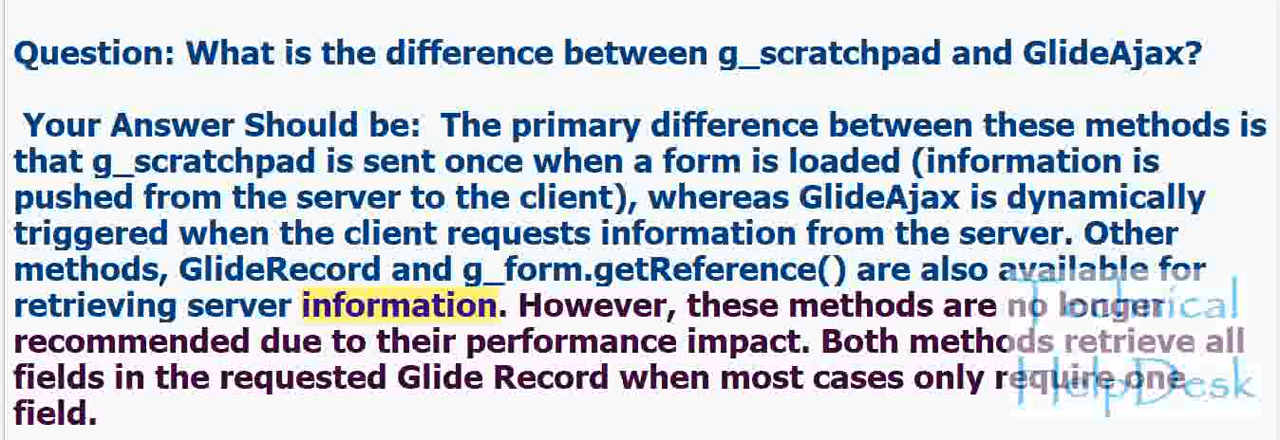 Question: What is the difference between g_scratchpad and GlideAjax?
Your Answer Should be: The primary difference between these methods is
that g_scratchpad is sent once when a form is loaded (information is
pushed from the server to the client), whereas GlideAjax is dynamically
triggered when the client requests information from the server. Other
methods, GlideRecord and g_form.getReference() are also available for
retrieving server information. However, these methods are no longer
recommended due to their performance impact. Both methods retrieve all
fields in the requested Glide Record when most cases only require one
field.
Technical
HelpDesk